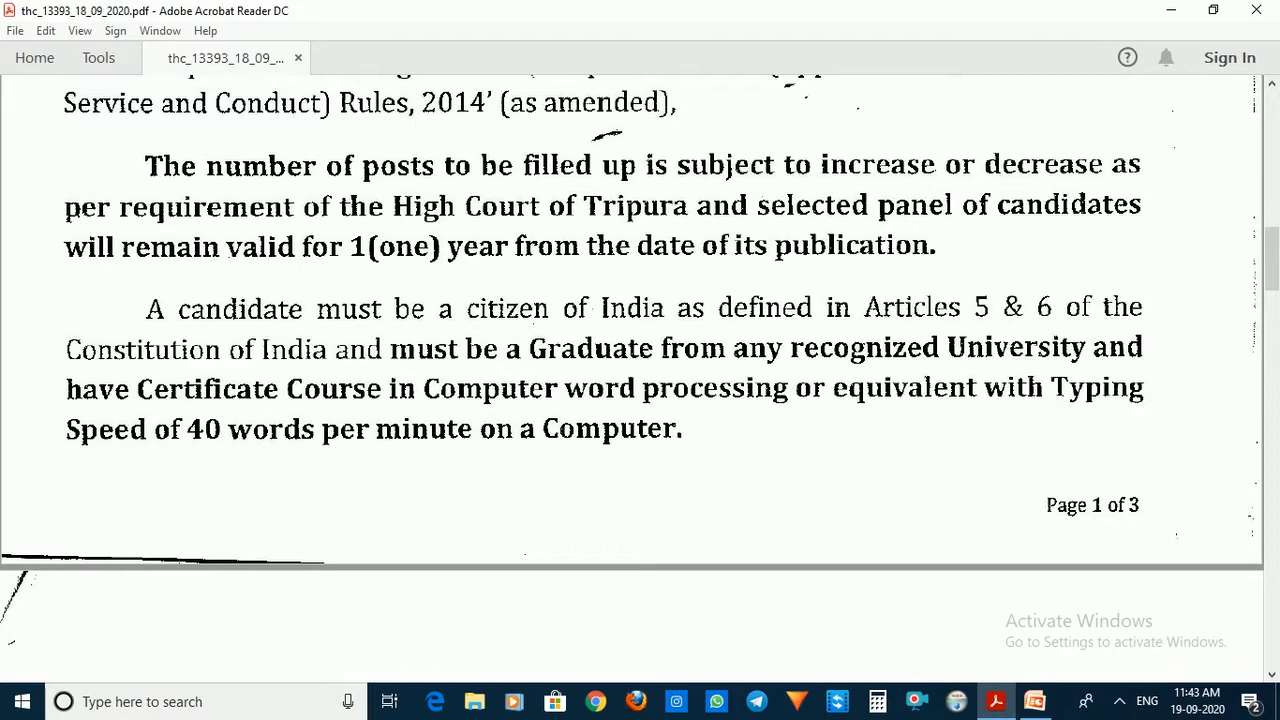 thc_13393_18_09_2020.pdf - Adobe Acrobat Reader DC
File Edit View Sign Window Help
Home Tools thc_13393_18_09_... × Sign In
Service and Conduct) Rules, 2014’ (as amended),
The number of posts to be filled up is subject to increase or decrease as
per requirement of the High Court of Tripura and selected panel of candidates
will remain valid for 1(one) year from the date of its publication.
A candidate must be a citizen of India as defined in Articles 5 & 6 of the
Constitution of India and must be a Graduate from any recognized University and
have Certificate Course in Computer word processing or equivalent with Typing
Speed of 40 words per minute on a Computer.
Page 1 of 3
Activate Windows
Go to Settings to activate Windows.
Type here to search
ENG
11:43 AM
19-09-2020
2